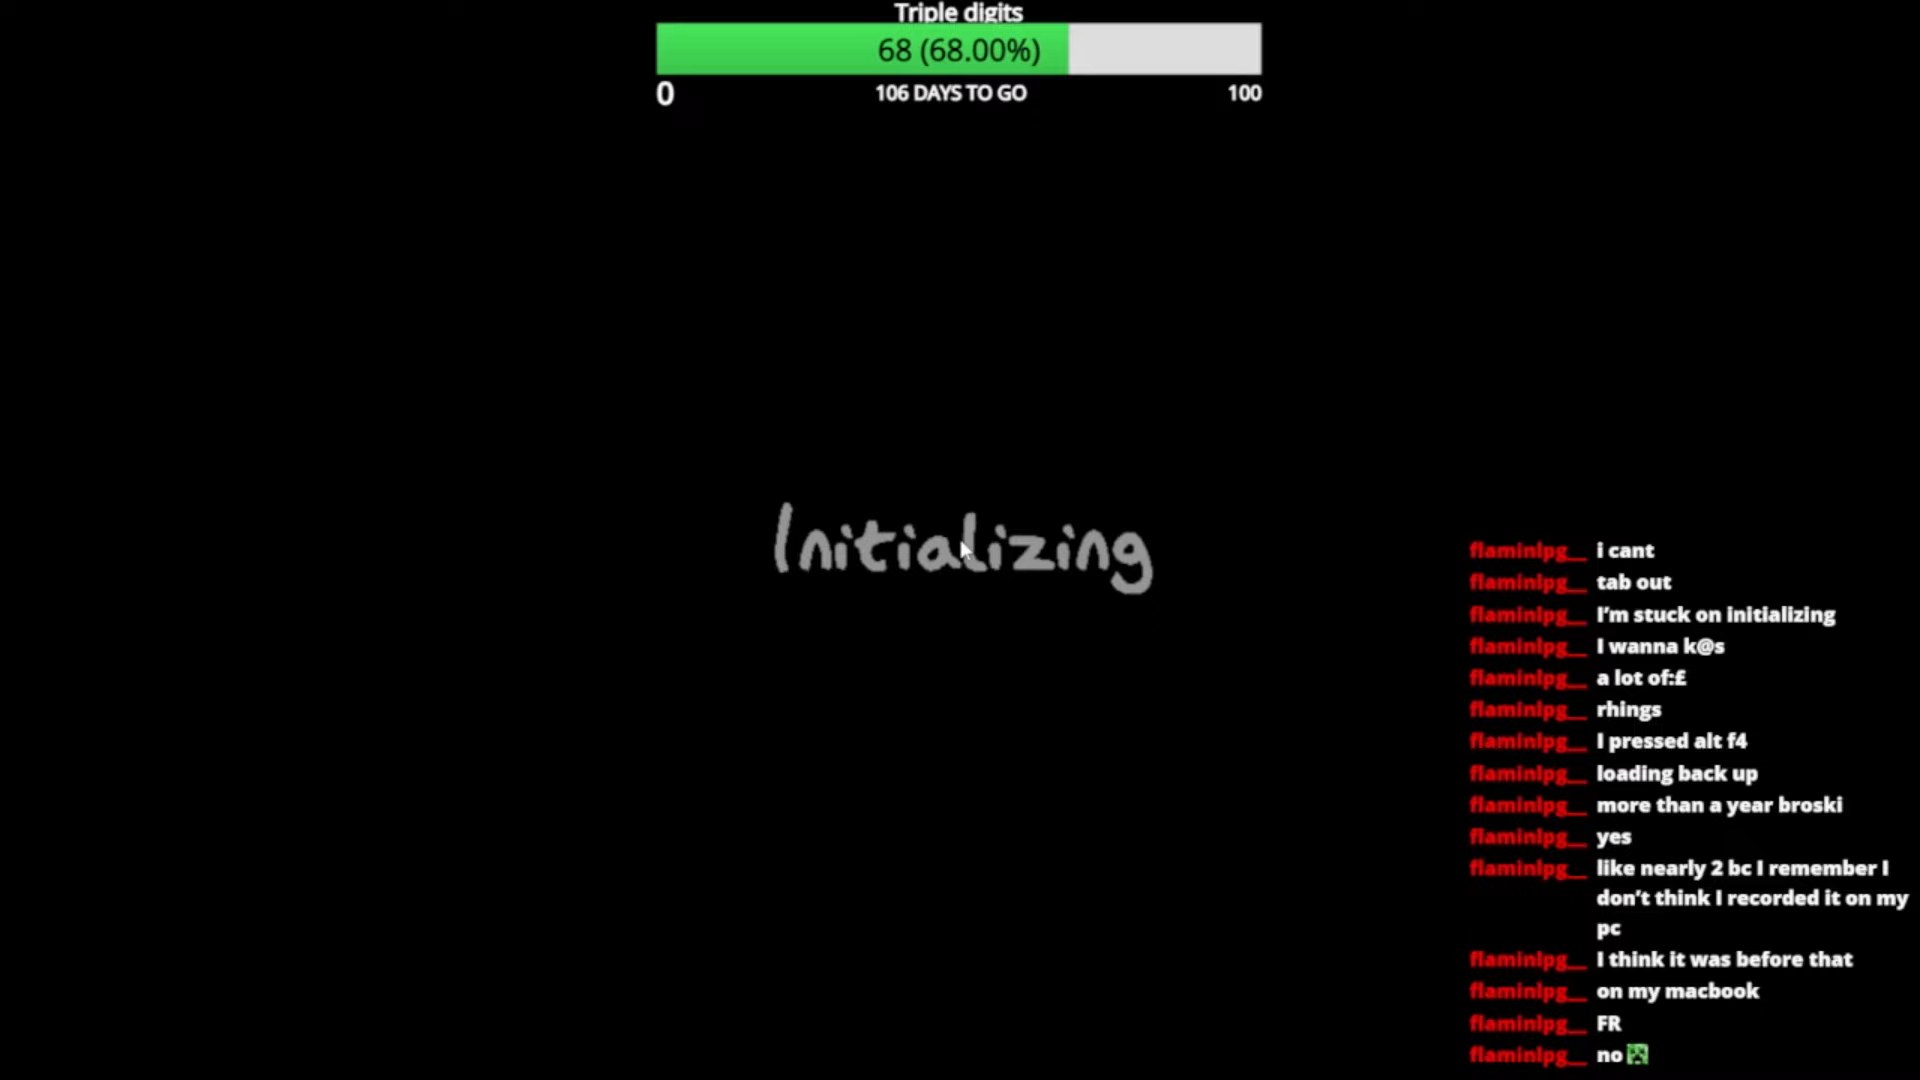 Triple digits
68 (68.00%)
0 106 DAYS TO GO 100
Initializing
flaminlpg__ i cant
flaminlpg__ tab out
flaminlpg__ I'm stuck on initializing
flaminlpg__ I wanna k@s
flaminlpg__ a lot of:£
flaminlpg__ rhings
flaminlpg__ I pressed alt f4
flaminlpg__ loading back up
flaminlpg__ more than a year broski
flaminlpg__ yes
flaminlpg__ like nearly 2 bc I remember I
don't think I recorded it on my
pc
flaminlpg__ I think it was before that
flaminlpg__ on my macbook
flaminlpg__ FR
flaminlpg__ no